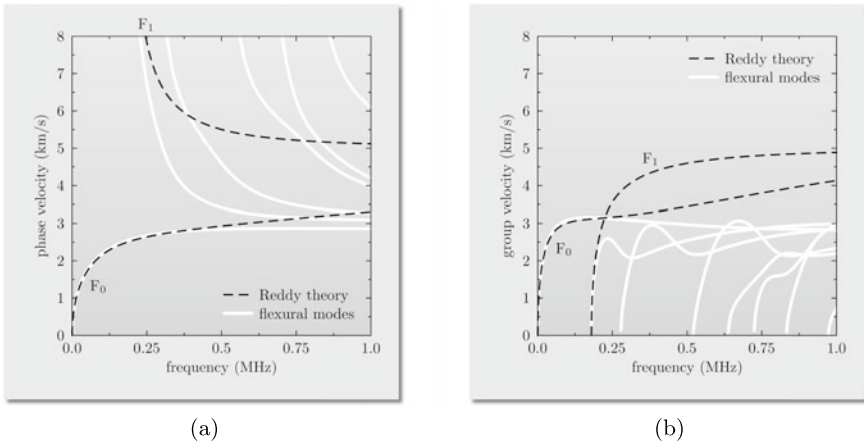 F1
8
7
6
5
4
3
2
1
0
phase velocity (km/s)
F0
Reddy theory
flexural modes
0.0
0.25
0.5
0.75
1.0
frequency (MHz)
(a)
8
7
6
5
4
3
2
1
0
group velocity (km/s)
Reddy theory
flexural modes
F1
F0
0.0
0.25
0.5
0.75
1.0
frequency (MHz)
(b)